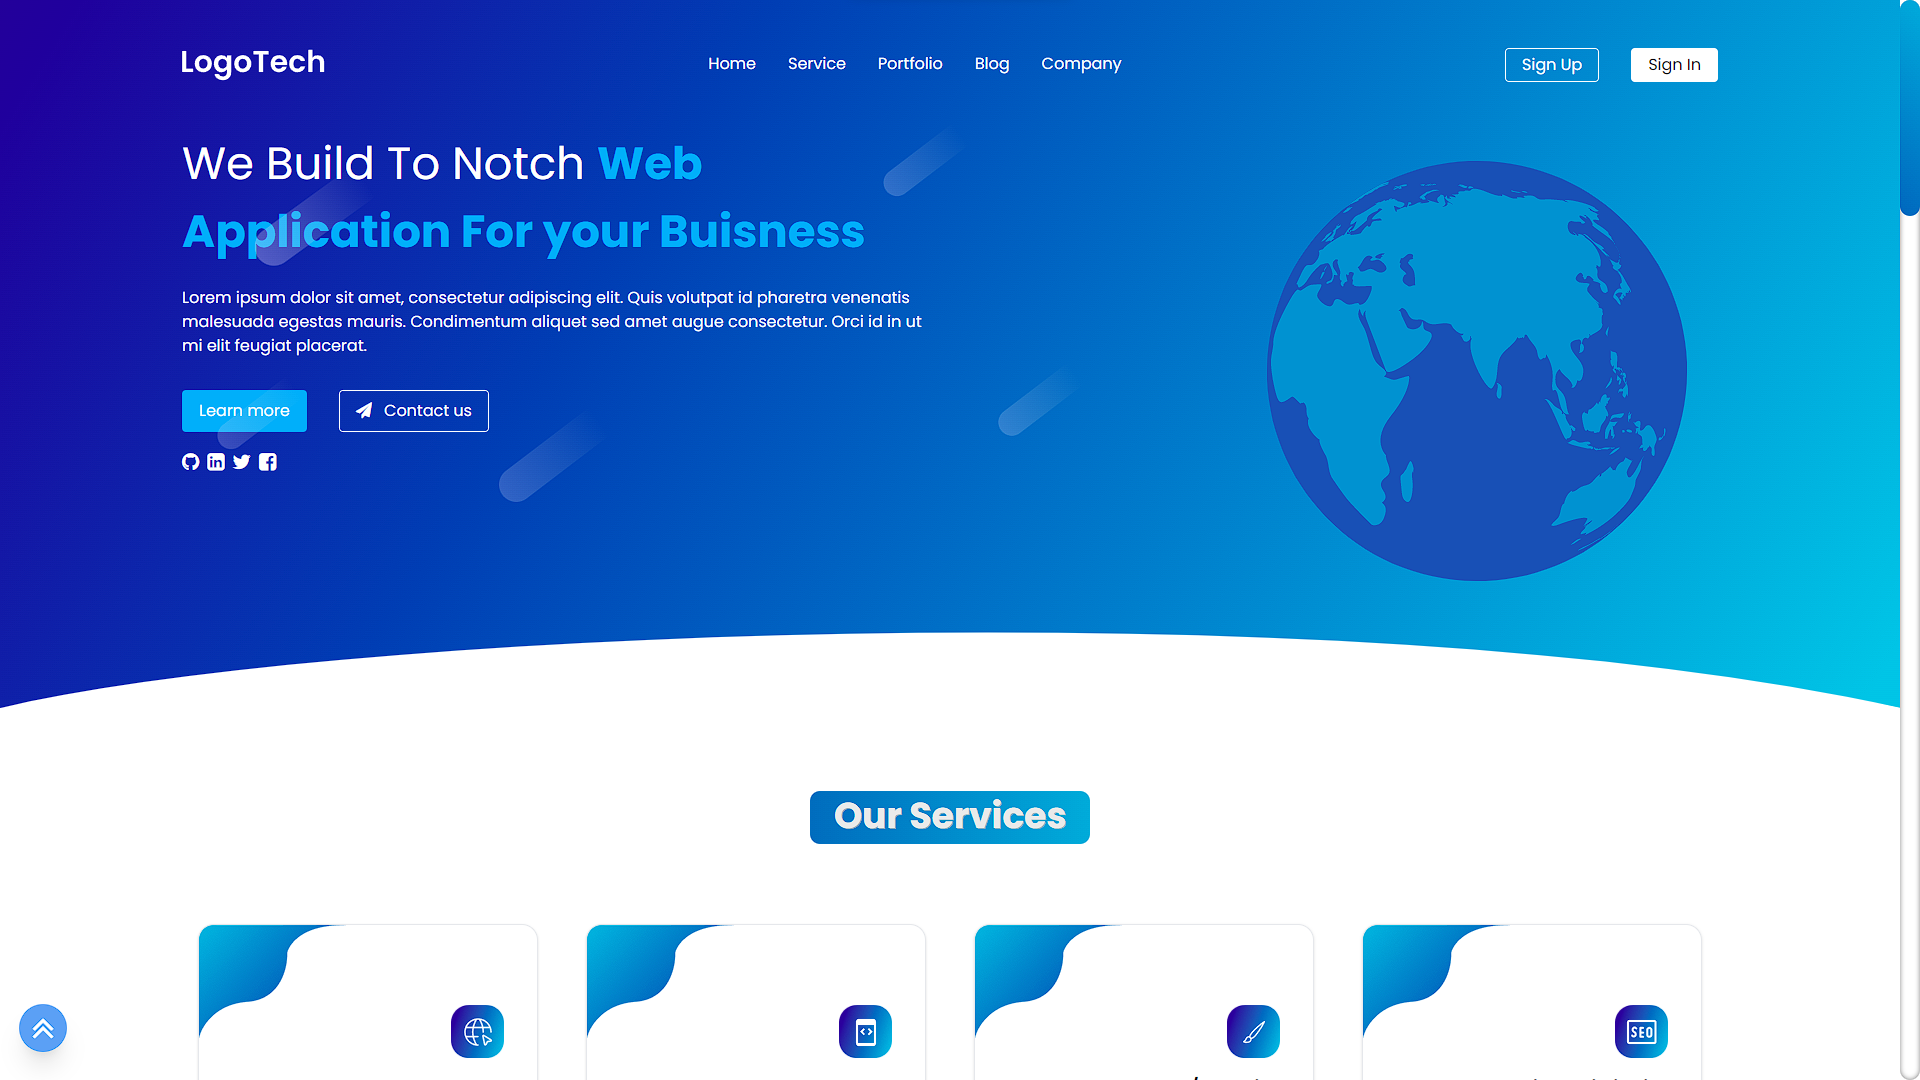 LogoTech
Home Service Portfolio Blog Company
Sign Up Sign In
We Build To Notch Web
Application For your Buisness
Lorem ipsum dolor sit amet, consectetur adipiscing elit. Quis volutpat id pharetra venenatis
malesuada egestas mauris. Condimentum aliquet sed amet augue consectetur. Orci id in ut
mi elit feugiat placerat.
Learn more Contact us
Our Services
SEO